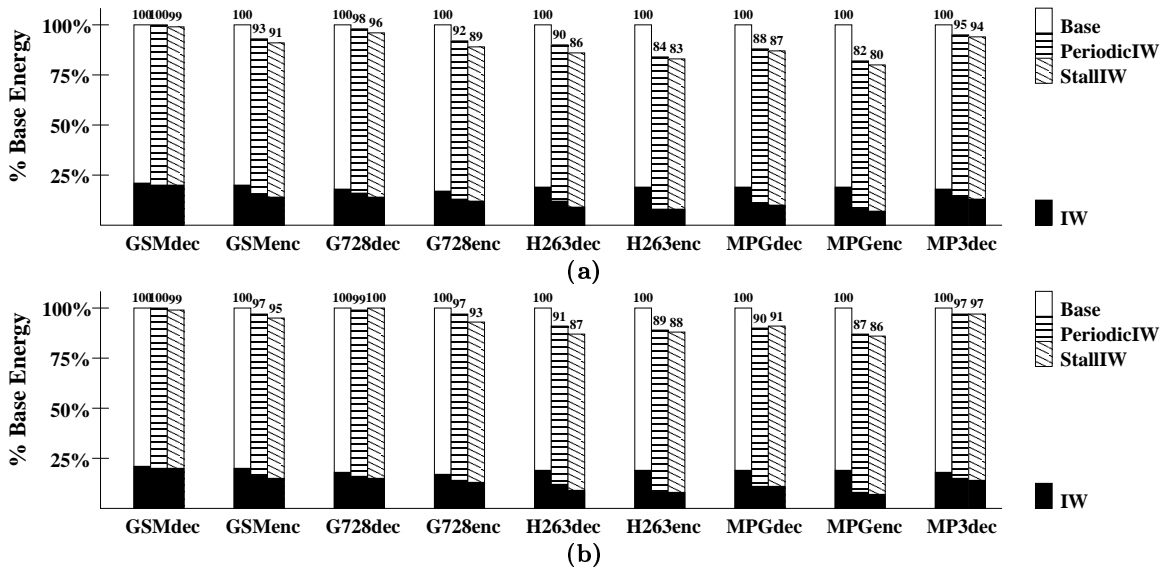 100 100 99 100 93 91 100 98 96 100 92 89 100 90 86 100 84 83 100 88 87 100 82 80 100 95 94
% Base Energy
100%
75%
50%
25%
GSMdec GSMenc G728dec G728enc H263dec H263enc MPGdec MPGenc MP3dec
Base
PeriodicIW
StallIW
IW
(a)
100 100 99 100 97 95 100 99 100 100 97 93 100 91 87 100 89 88 100 90 91 100 87 86 100 97 97
% Base Energy
100%
75%
50%
25%
GSMdec GSMenc G728dec G728enc H263dec H263enc MPGdec MPGenc MP3dec
Base
PeriodicIW
StallIW
IW
(b)